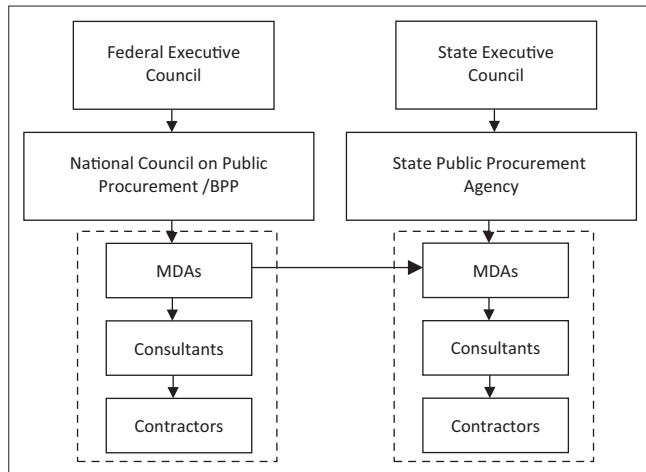 Federal Executive
Council
State Executive
Council
National Council on Public
Procurement /BPP
State Public Procurement
Agency
MDAs
MDAs
Consultants
Consultants
Contractors
Contractors